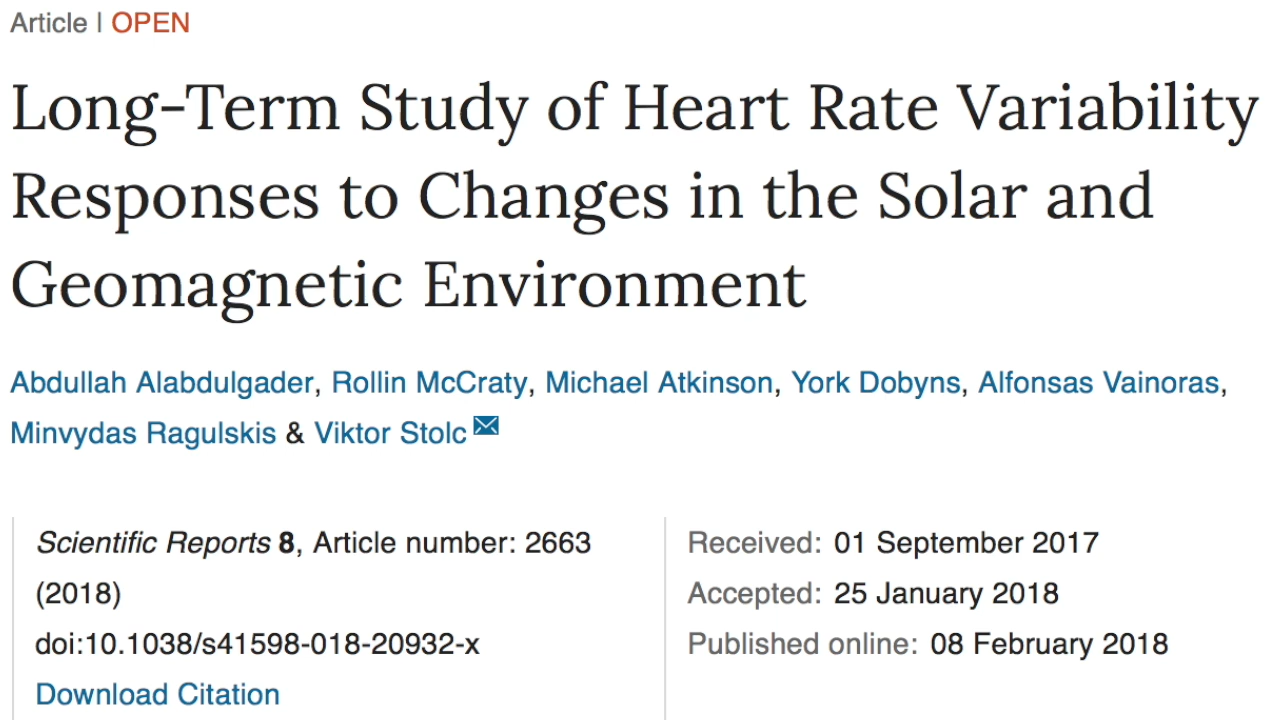 Article | OPEN
Long-Term Study of Heart Rate Variability
Responses to Changes in the Solar and
Geomagnetic Environment
Abdullah Alabdulgader, Rollin McCraty, Michael Atkinson, York Dobyns, Alfonsas Vainoras,
Minvydas Ragulskis & Viktor Stolc
Scientific Reports 8, Article number: 2663
(2018)
doi:10.1038/s41598-018-20932-x
Download Citation
Received: 01 September 2017
Accepted: 25 January 2018
Published online: 08 February 2018